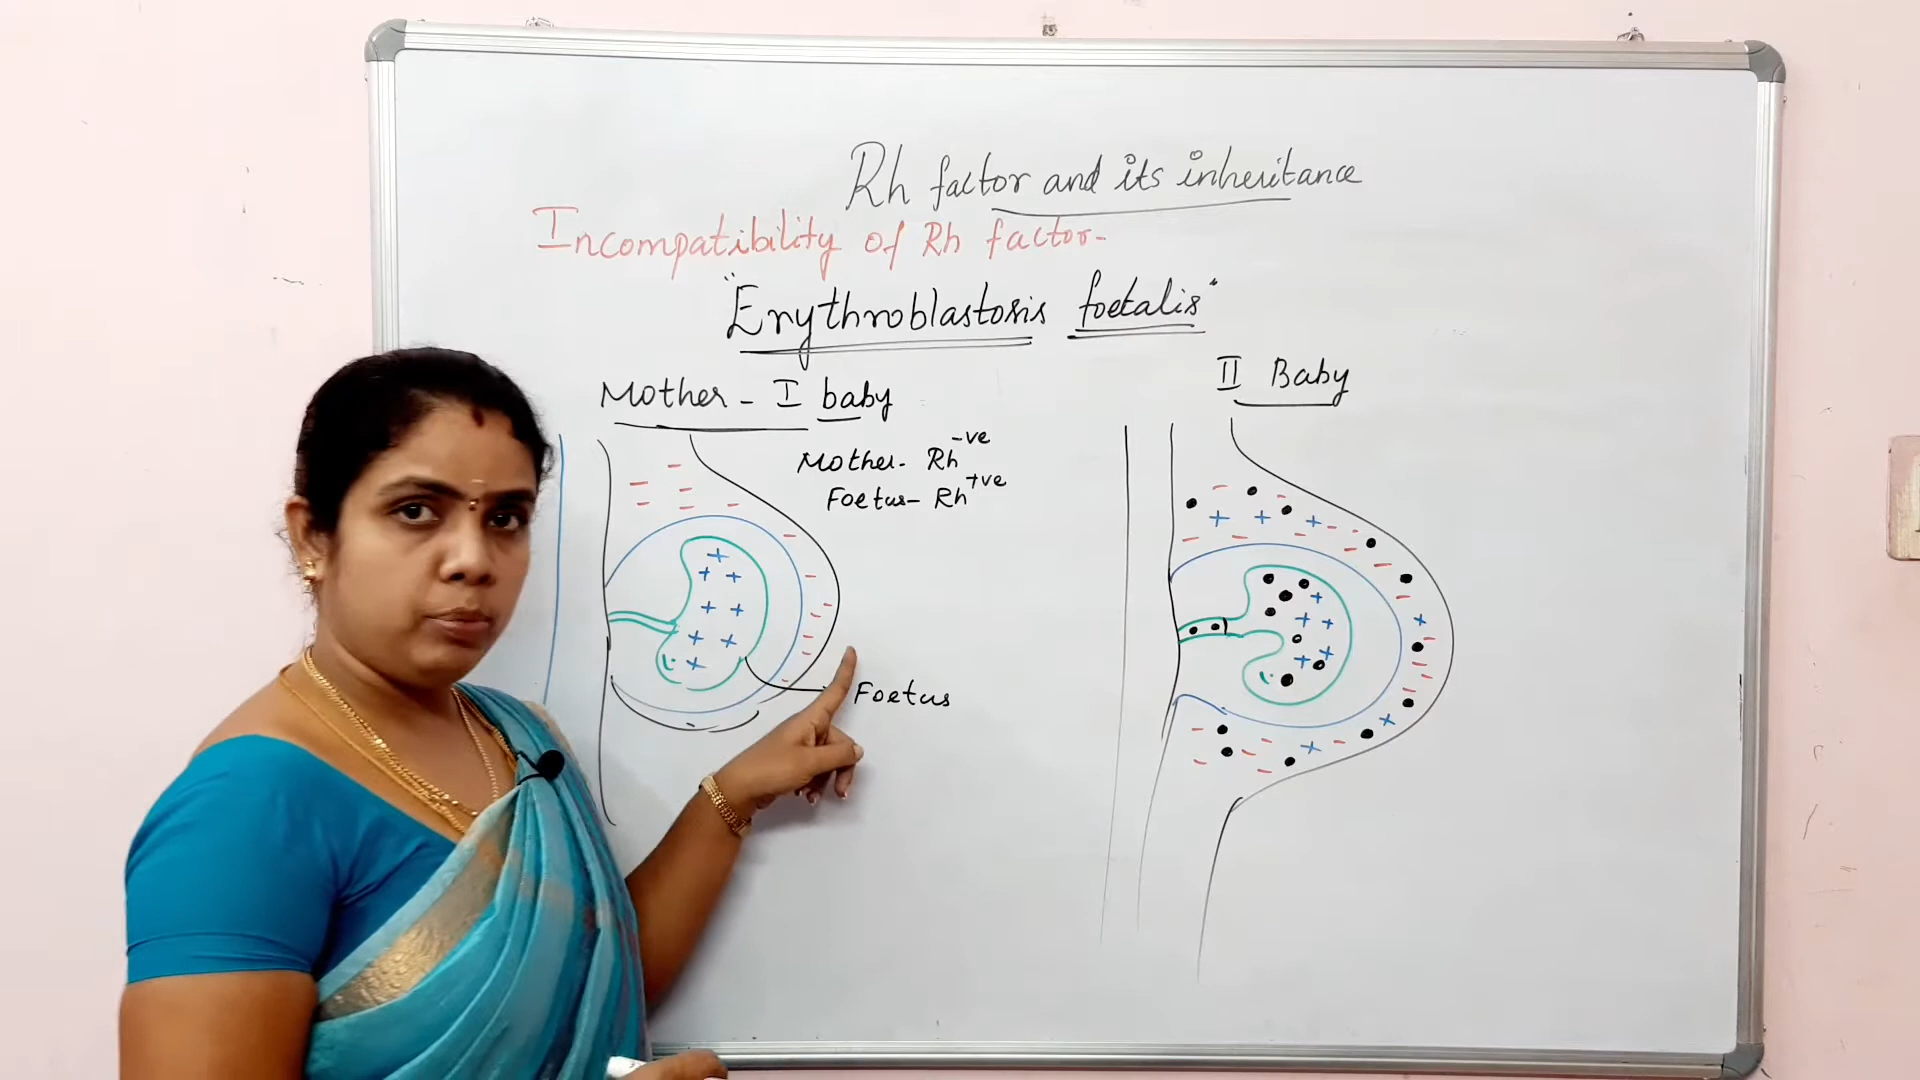 Rh factor and its inheritance
Incompatibility of Rh factor-
"Erythroblastosis foetalis"
Mother - I baby
II Baby
Mother- Rh-ve
Foetus- Rh+ve
Foetus